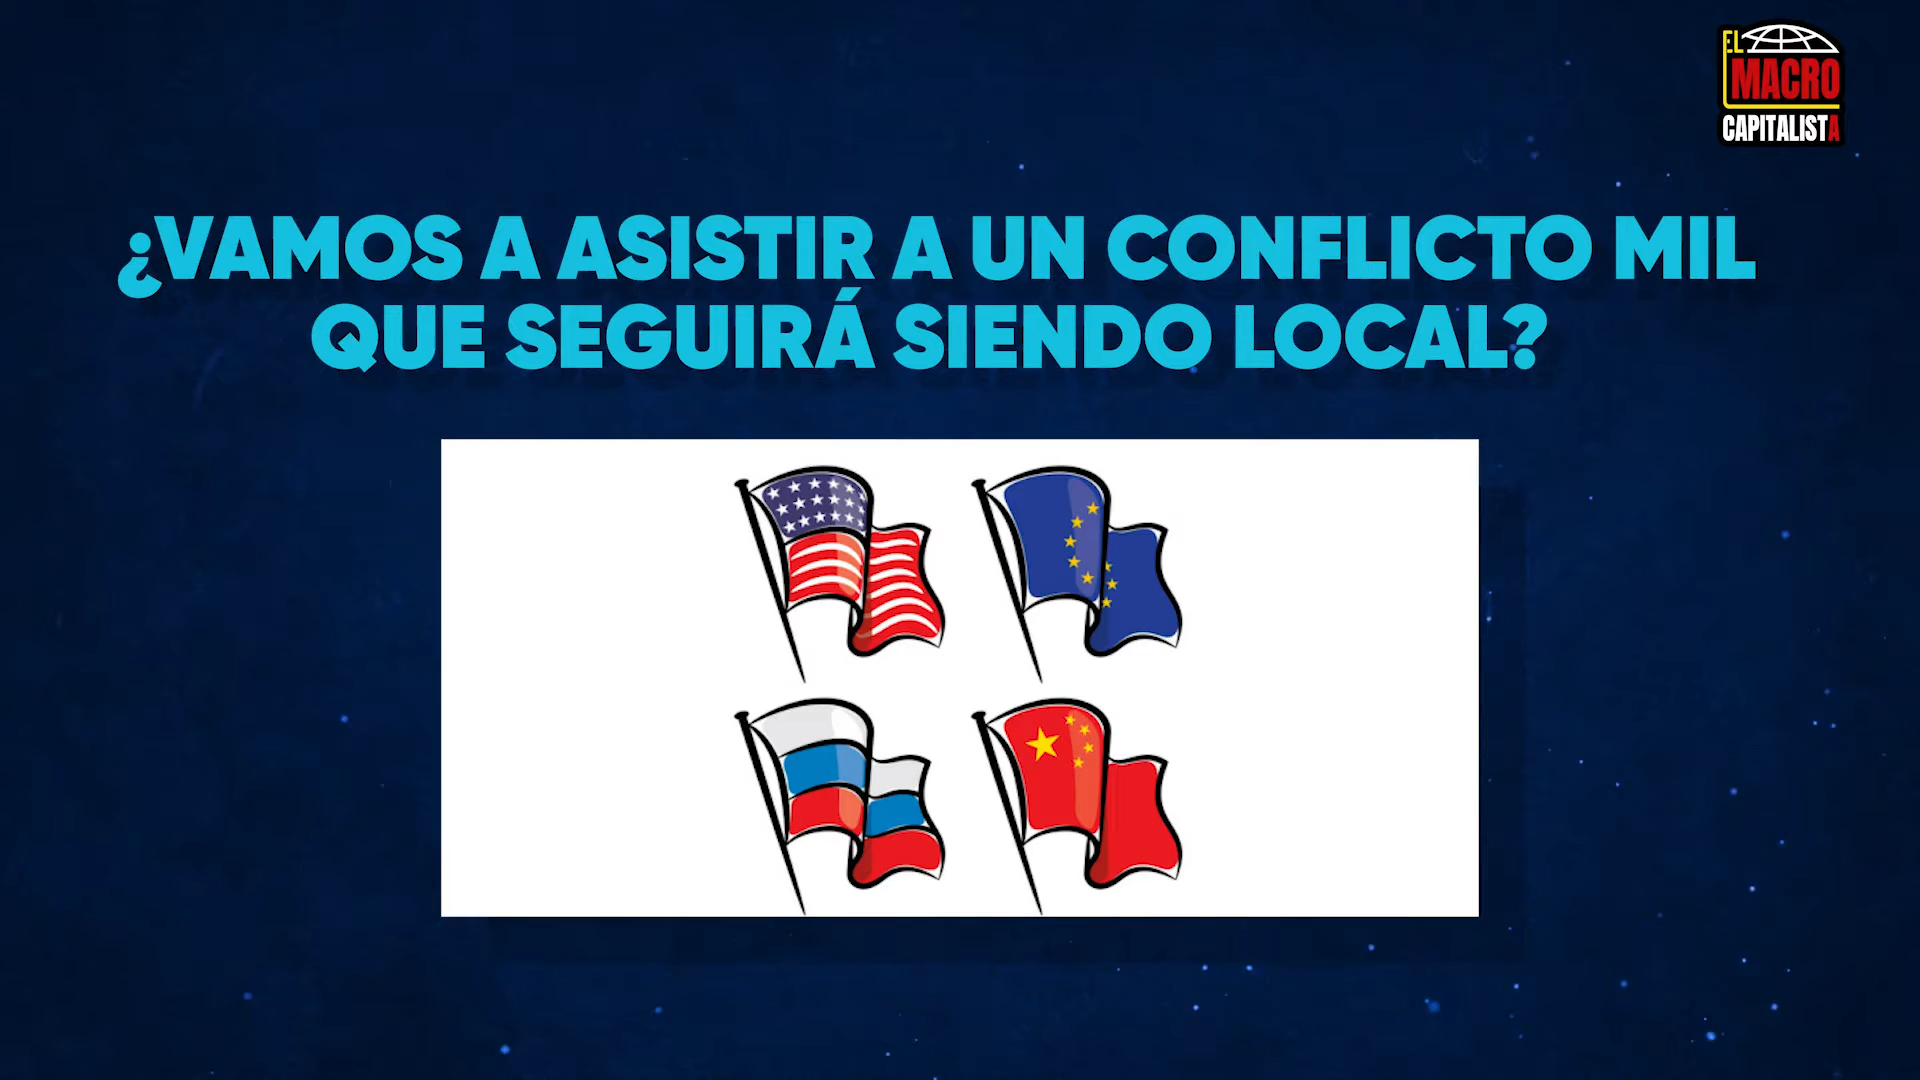 EL
MACRO
CAPITALISTA
¿VAMOS A ASISTIR A UN CONFLICTO MIL
QUE SEGUIRÁ SIENDO LOCAL?